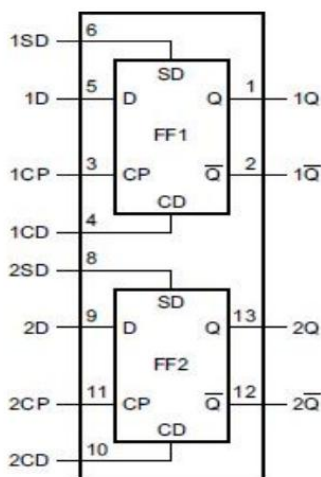 1SD 6
SD
1D 5 D Q 1 1Q
FF1
1CP 3 CP Q̅ 2 1Q̅
CD
1CD 4
2SD 8
SD
2D 9 D Q 13 2Q
FF2
2CP 11 CP Q̅ 12 2Q̅
CD
2CD 10